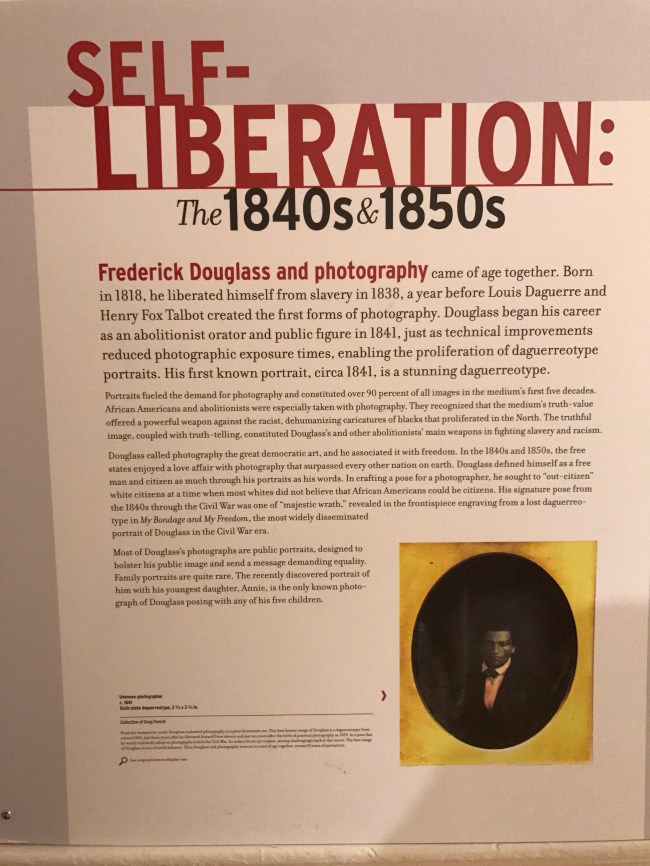 SELF-
LIBERATION:
The 1840s & 1850s
Frederick Douglass and photography came of age together. Born
in 1818, he liberated himself from slavery in 1838, a year before Louis Daguerre and
Henry Fox Talbot created the first forms of photography. Douglass began his career
as an abolitionist orator and public figure in 1841, just as technical improvements
reduced photographic exposure times, enabling the proliferation of daguerreotype
portraits. His first known portrait, circa 1841, is a stunning daguerreotype.
Portraits fueled the demand for photography and constituted over 90 percent of all images in the medium's first five decades.
African Americans and abolitionists were especially taken with photography. They recognized that the medium's truth-value
offered a powerful weapon against the racist, dehumanizing caricatures of blacks that proliferated in the North. The truthful
image, coupled with truth-telling, constituted Douglass's and other abolitionists' main weapons in fighting slavery and racism.
Douglass called photography the great democratic art, and he associated it with freedom. In the 1840s and 1850s, the free
states enjoyed a love affair with photography that surpassed every other nation on earth. Douglass defined himself as a free
man and citizen as much through his portraits as his words. In crafting a pose for a photographer, he sought to "out-citizen"
white citizens at a time when most whites did not believe that African Americans could be citizens. His signature pose from
the 1840s through the Civil War was one of "majestic wrath," revealed in the frontispiece engraving from a lost daguerreo-
type in My Bondage and My Freedom, the most widely disseminated
portrait of Douglass in the Civil War era.
Most of Douglass's photographs are public portraits, designed to
bolster his public image and send a message demanding equality.
Family portraits are quite rare. The recently discovered portrait of
him with his youngest daughter, Annie, is the only known photo-
graph of Douglass posing with any of his five children.
Unknown photographer
c. 1841
Sixth-plate daguerreotype
Collection of Greg French
See original item in display case